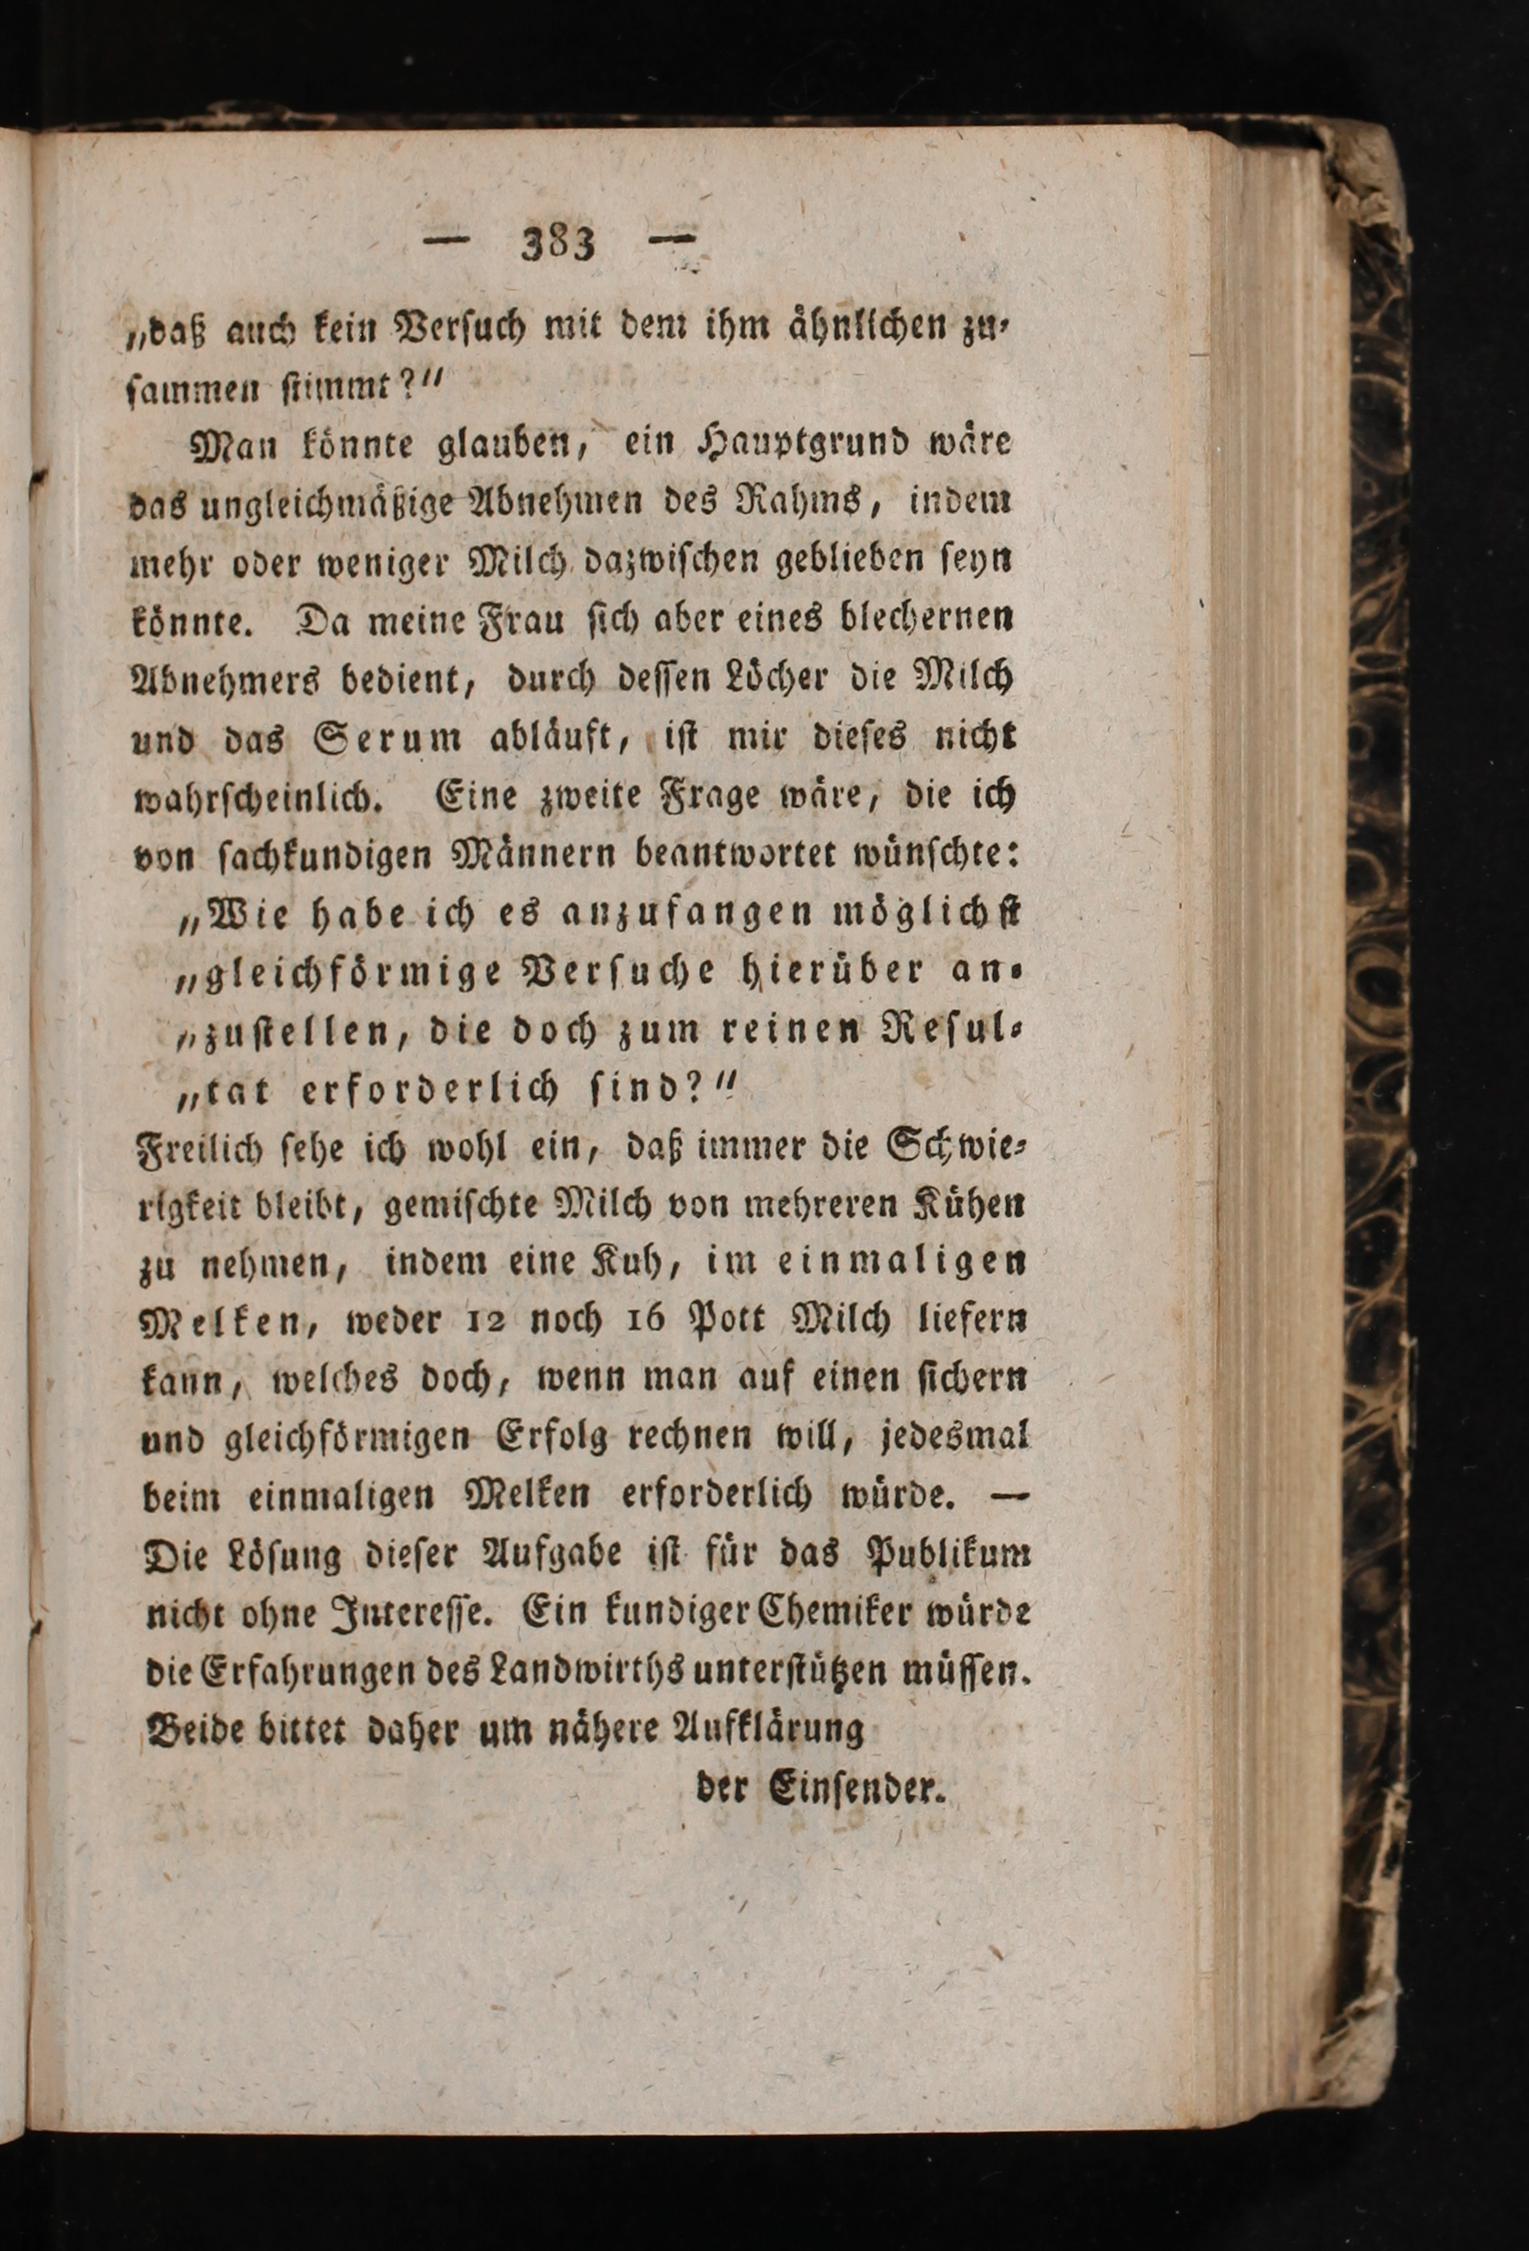 — 383 —
„daß auch kein Verſuch mit dem ihm ähnlichen zu⸗
ſammen ſtimmt?“
Man könnte glauben, ein Hauptgrund wäre
das ungleichmäßige Abnehmen des Rahms, indem
mehr oder weniger Milch dazwiſchen geblieben ſeyn
könnte. Da meine Frau ſich aber eines blechernen
Abnehmers bedient, durch deſſen Löcher die Milch
und das Serum abläuft, iſt mir dieſes nicht
wahrſcheinlich. Eine zweite Frage wäre, die ich
von ſachkundigen Männern beantwortet wünſchte:
„Wie habe ich es anzufangen möglichſt
„gleichförmige Verſuche hierüber an⸗
„zuſtellen, die doch zum reinen Reſul⸗
„tat erforderlich ſind?“
Freilich ſehe ich wohl ein, daß immer die Schwie⸗
rigkeit bleibt, gemiſchte Milch von mehreren Kühen
zu nehmen, indem eine Kuh, im einmaligen
Melken, weder 12 noch 16 Pott Milch liefern
kann, welches doch, wenn man auf einen ſichern
und gleichförmigen Erfolg rechnen will, jedesmal
beim einmaligen Melken erforderlich würde. —
Die Löſung dieſer Aufgabe iſt für das Publikum
nicht ohne Intereſſe. Ein kundiger Chemiker würde
die Erfahrungen des Landwirths unterſtützen müſſen.
Beide bittet daher um nähere Aufklärung
der Einſender.